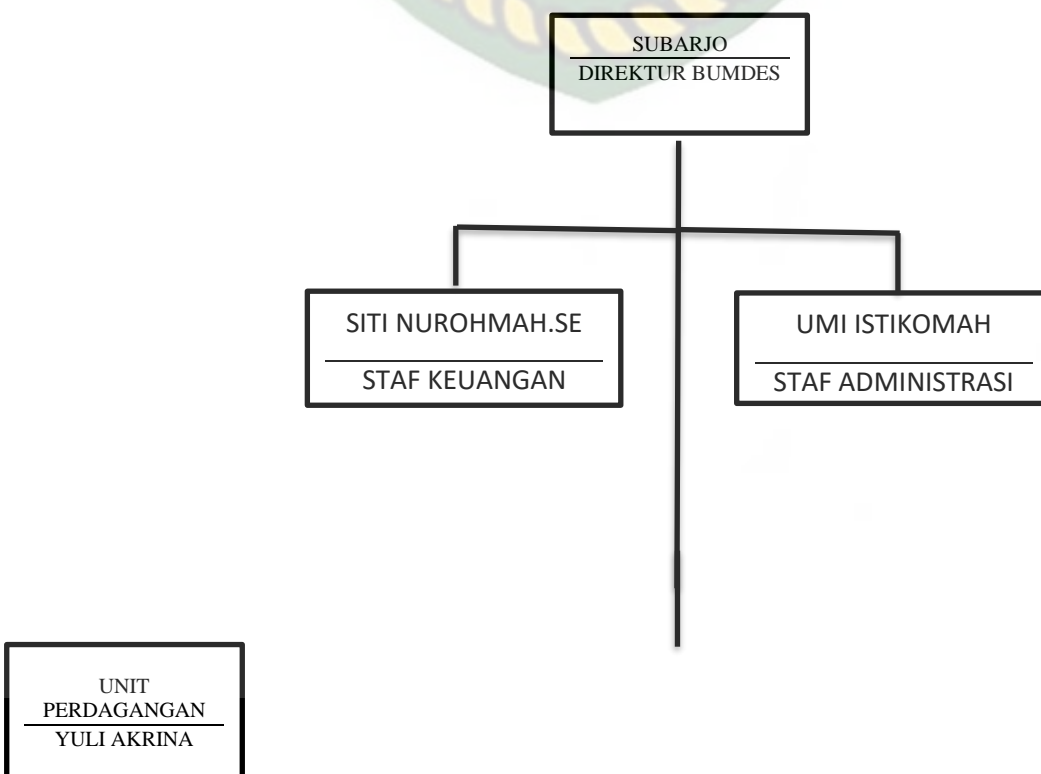 SUBARJO
DIREKTUR BUMDES
SITI NUROHMAH.SE
STAF KEUANGAN
UMI ISTIKOMAH
STAF ADMINISTRASI
UNIT
PERDAGANGAN
YULI AKRINA